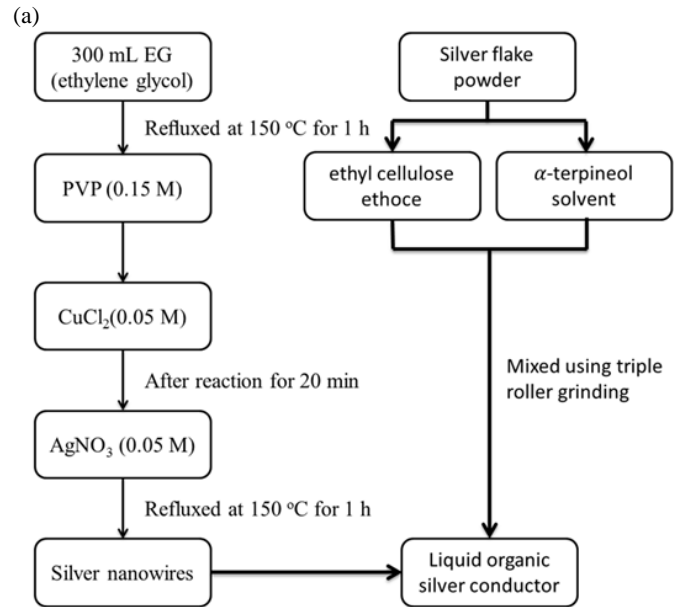 (a)
300 mL EG
(ethylene glycol)
Refluxed at 150 °C for 1 h
PVP (0.15 M)
CuCl₂(0.05 M)
After reaction for 20 min
AgNO₃ (0.05 M)
Refluxed at 150 °C for 1 h
Silver nanowires
Silver flake
powder
ethyl cellulose
ethoce
α-terpineol
solvent
Mixed using triple
roller grinding
Liquid organic
silver conductor